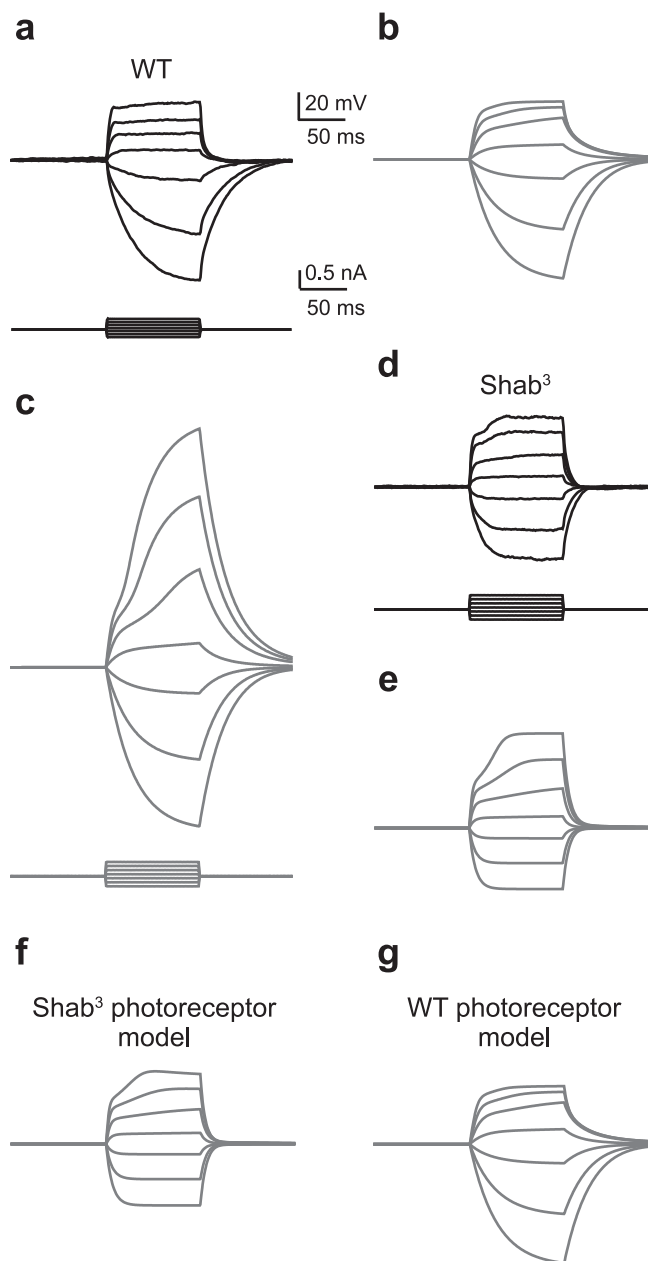 a
WT
20 mV
50 ms
b
0.5 nA
50 ms
c
d
Shab³
e
f
Shab³ photoreceptor
model
g
WT photoreceptor
model